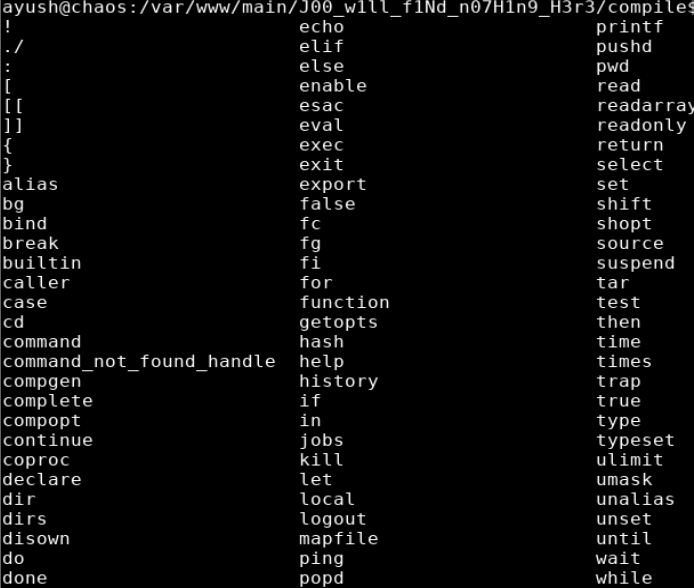 ayush@chaos:/var/www/main/J00_w1ll_f1Nd_n07H1n9_H3r3/compile$
! echo printf
./ elif pushd
: else pwd
[ enable read
[[ esac readarray
]] eval readonly
{ exec return
} exit select
alias export set
bg false shift
bind fc shopt
break fg source
builtin fi suspend
caller for tar
case function test
cd getopts then
command hash time
command_not_found_handle help times
compgen history trap
complete if true
compopt in type
continue jobs typeset
coproc kill ulimit
declare let umask
dir local unalias
dirs logout unset
disown mapfile until
do ping wait
done popd while